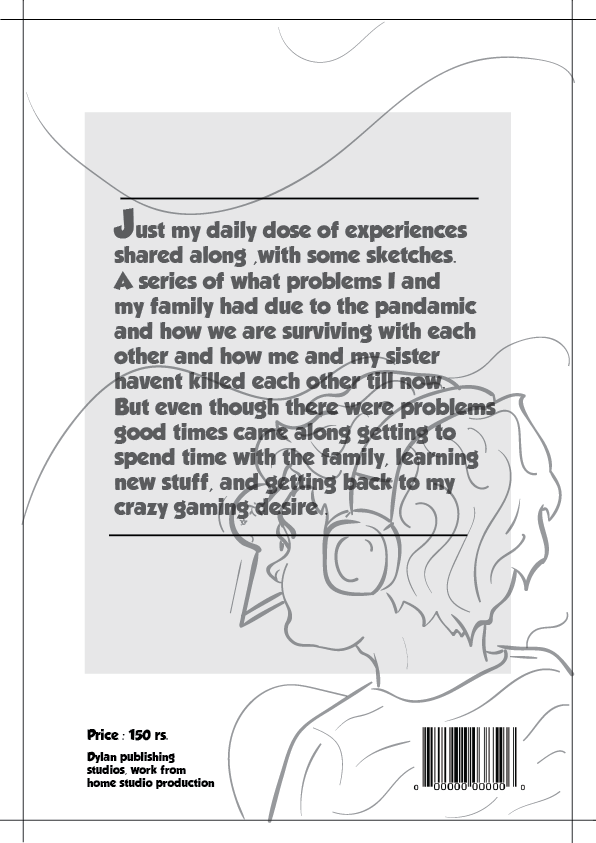 Just my daily dose of experiences
shared along ,with some sketches.
A series of what problems I and
my family had due to the pandamic
and how we are surviving with each
other and how me and my sister
havent killed each other till now.
But even though there were problems
good times came along getting to
spend time with the family, learning
new stuff, and getting back to my
crazy gaming desire .
Price : 150 rs.
Dylan publishing
studios, work from
home studio production
0 00000 00000 0